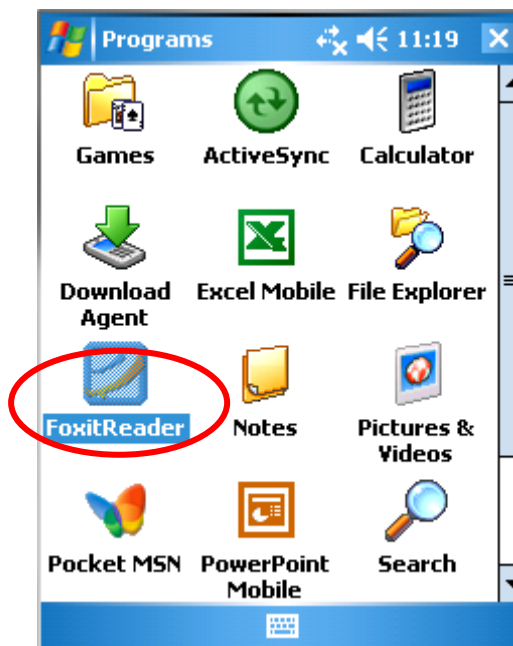 Programs 11:19
Games ActiveSync Calculator
Download Agent Excel Mobile File Explorer
FoxitReader Notes Pictures & Videos
Pocket MSN PowerPoint Mobile Search